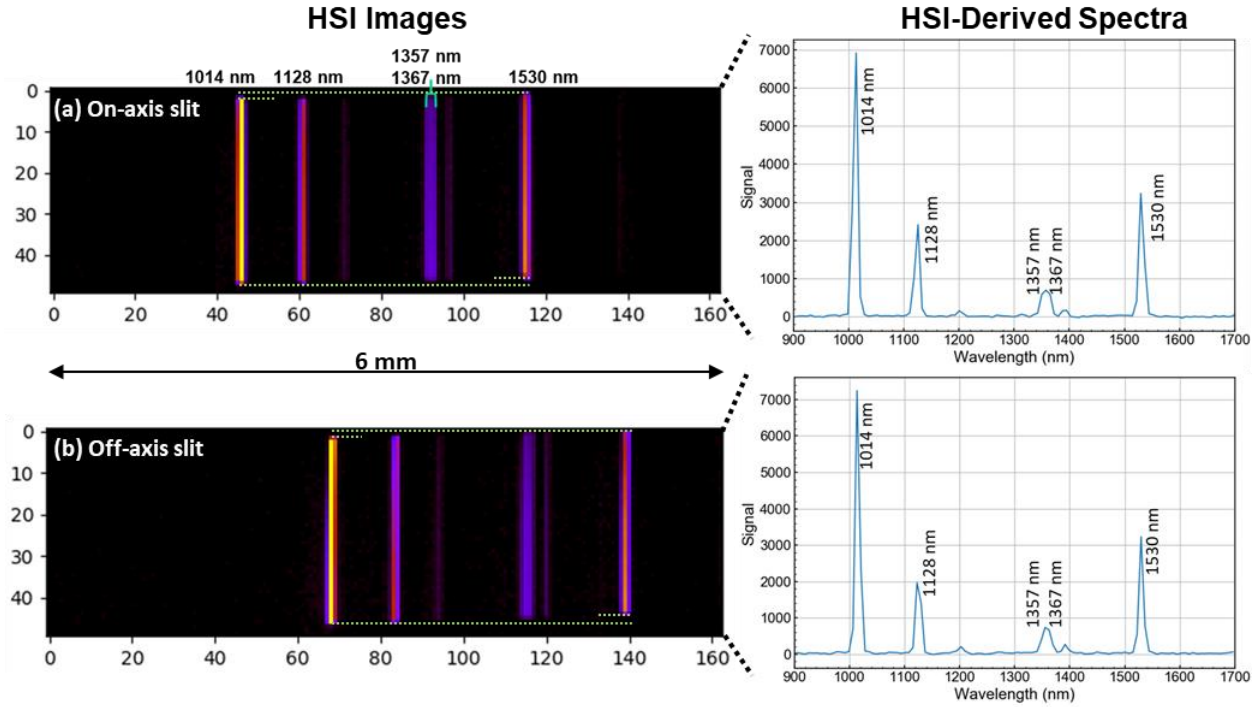 HSI Images
HSI-Derived Spectra
1357 nm
1014 nm 1128 nm 1367 nm 1530 nm
(a) On-axis slit
0
10
20
30
40
0 20 40 60 80 100 120 140 160
7000
6000
5000
4000
3000
2000
1000
0
Signal
1014 nm
1128 nm
1357 nm
1367 nm
1530 nm
900 1000 1100 1200 1300 1400 1500 1600 1700
Wavelength (nm)
6 mm
(b) Off-axis slit
0
10
20
30
40
0 20 40 60 80 100 120 140 160
7000
6000
5000
4000
3000
2000
1000
0
Signal
1014 nm
1128 nm
1357 nm
1367 nm
1530 nm
900 1000 1100 1200 1300 1400 1500 1600 1700
Wavelength (nm)